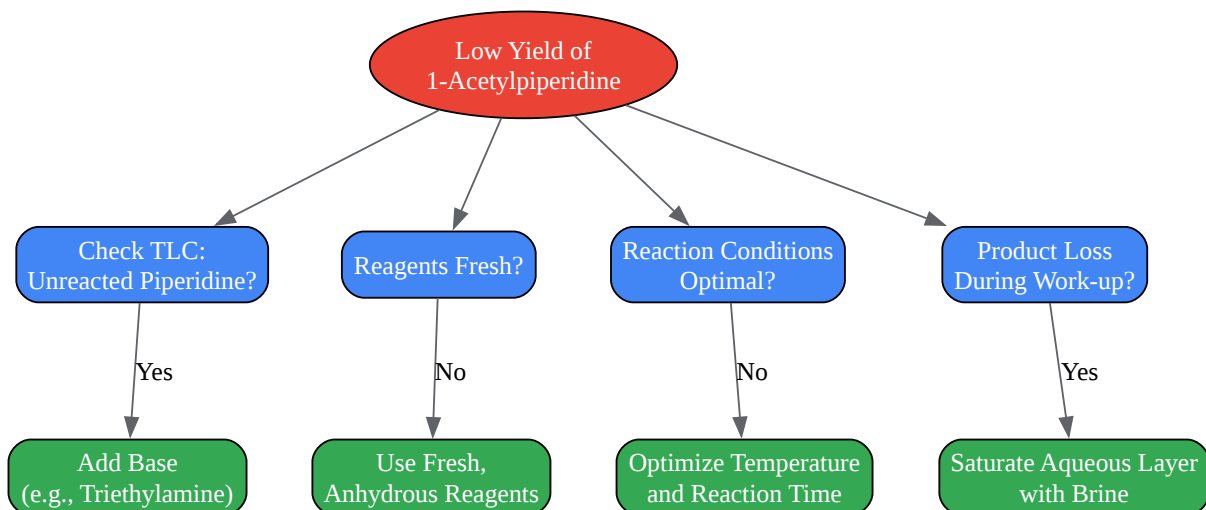 Low Yield of
1-Acetylpiperidine
Check TLC:
Unreacted Piperidine?
Reagents Fresh?
Reaction Conditions
Optimal?
Product Loss
During Work-up?
Yes
No
No
Yes
Add Base
(e.g., Triethylamine)
Use Fresh,
Anhydrous Reagents
Optimize Temperature
and Reaction Time
Saturate Aqueous Layer
with Brine